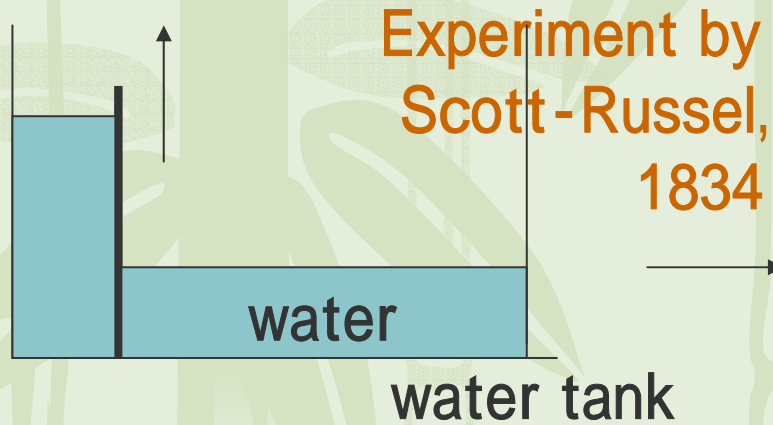 Experiment by
Scott-Russel,
1834
water
water tank